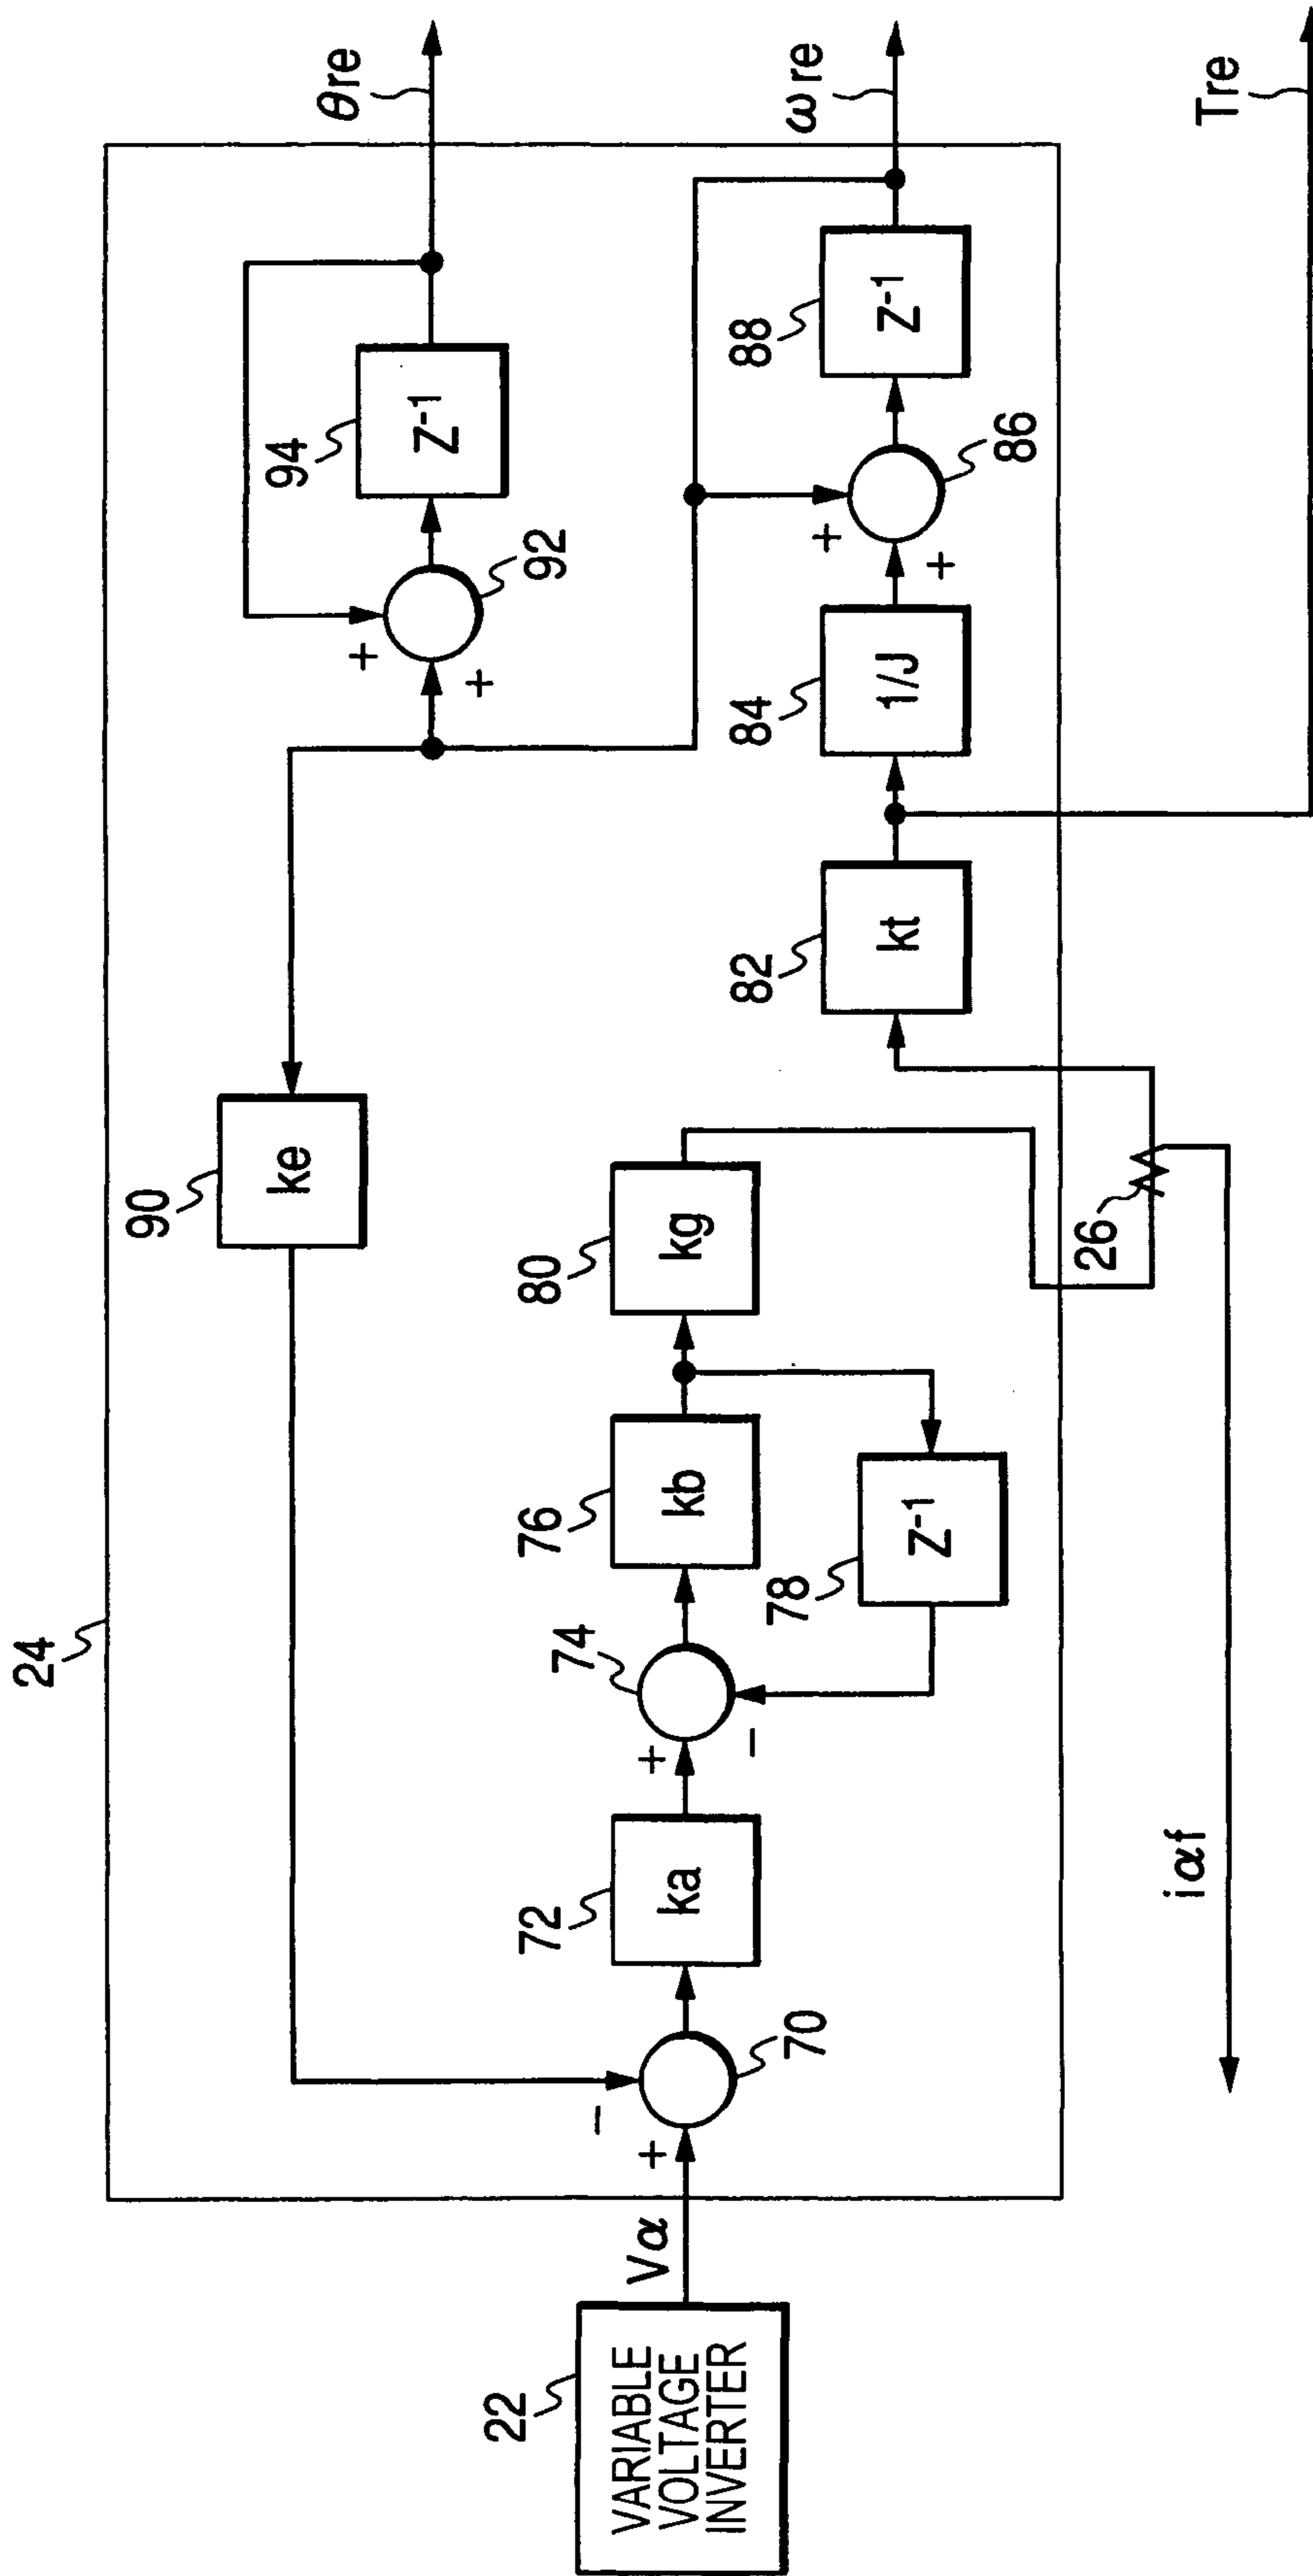 24
θre
94
Z-1
92
+
+
90
ke
ωre
88
Z-1
86
+
+
84
1/J
82
kt
Tre
80
kg
76
kb
78
Z-1
74
+
-
72
ka
70
-
+
Vα
22
VARIABLE
VOLTAGE
INVERTER
26
iαf